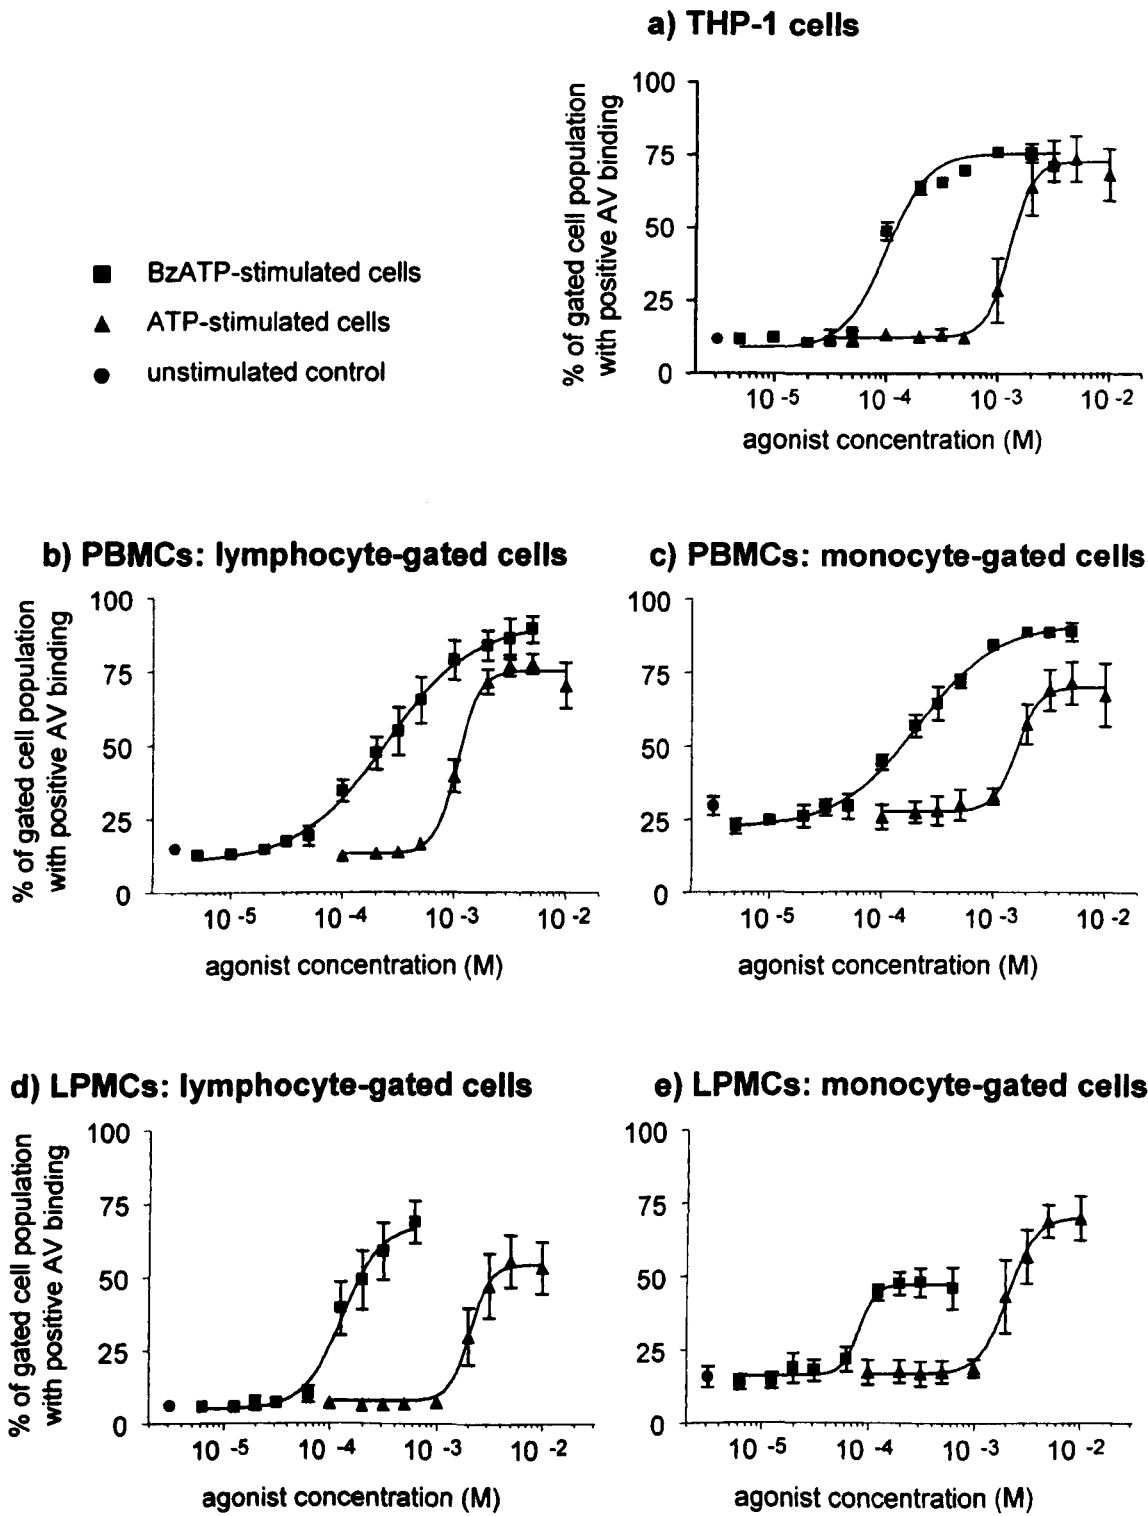 a) THP-1 cells
% of gated cell population
with positive AV binding
100
75
50
25
0
10⁻⁵ 10⁻⁴ 10⁻³ 10⁻²
agonist concentration (M)
BzATP-stimulated cells
ATP-stimulated cells
unstimulated control
b) PBMCs: lymphocyte-gated cells
% of gated cell population
with positive AV binding
100
75
50
25
0
10⁻⁵ 10⁻⁴ 10⁻³ 10⁻²
agonist concentration (M)
c) PBMCs: monocyte-gated cells
100
75
50
25
0
10⁻⁵ 10⁻⁴ 10⁻³ 10⁻²
agonist concentration (M)
d) LPMCs: lymphocyte-gated cells
% of gated cell population
with positive AV binding
100
75
50
25
0
10⁻⁵ 10⁻⁴ 10⁻³ 10⁻²
agonist concentration (M)
e) LPMCs: monocyte-gated cells
100
75
50
25
0
10⁻⁵ 10⁻⁴ 10⁻³ 10⁻²
agonist concentration (M)